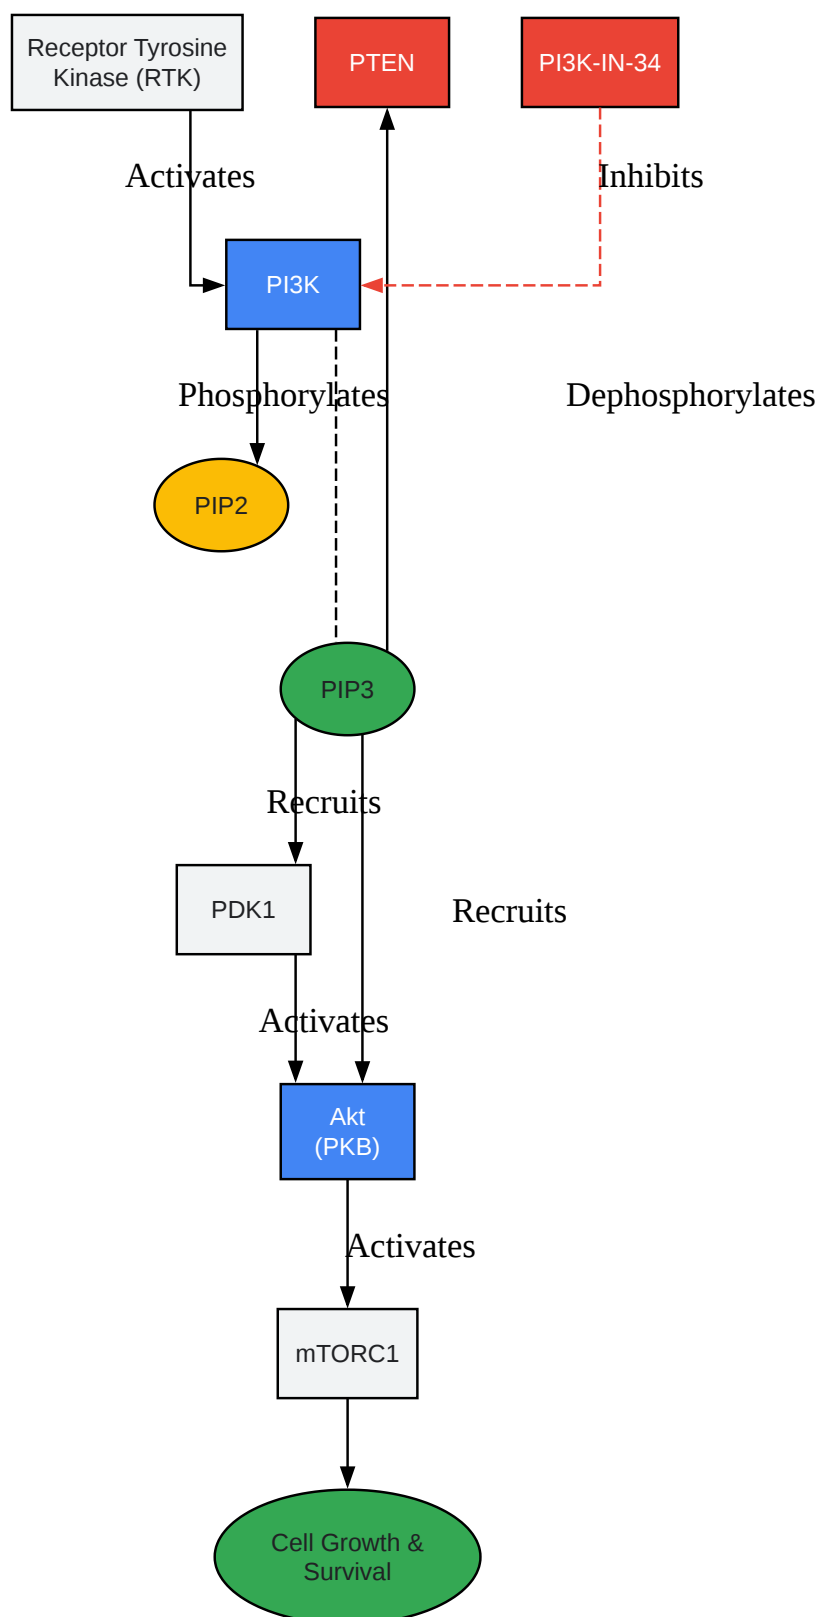 Receptor Tyrosine
Kinase (RTK)
PTEN
PI3K-IN-34
Activates
Inhibits
PI3K
Phosphorylates
Dephosphorylates
PIP2
PIP3
Recruits
PDK1
Recruits
Activates
Akt
(PKB)
Activates
mTORC1
Cell Growth &
Survival